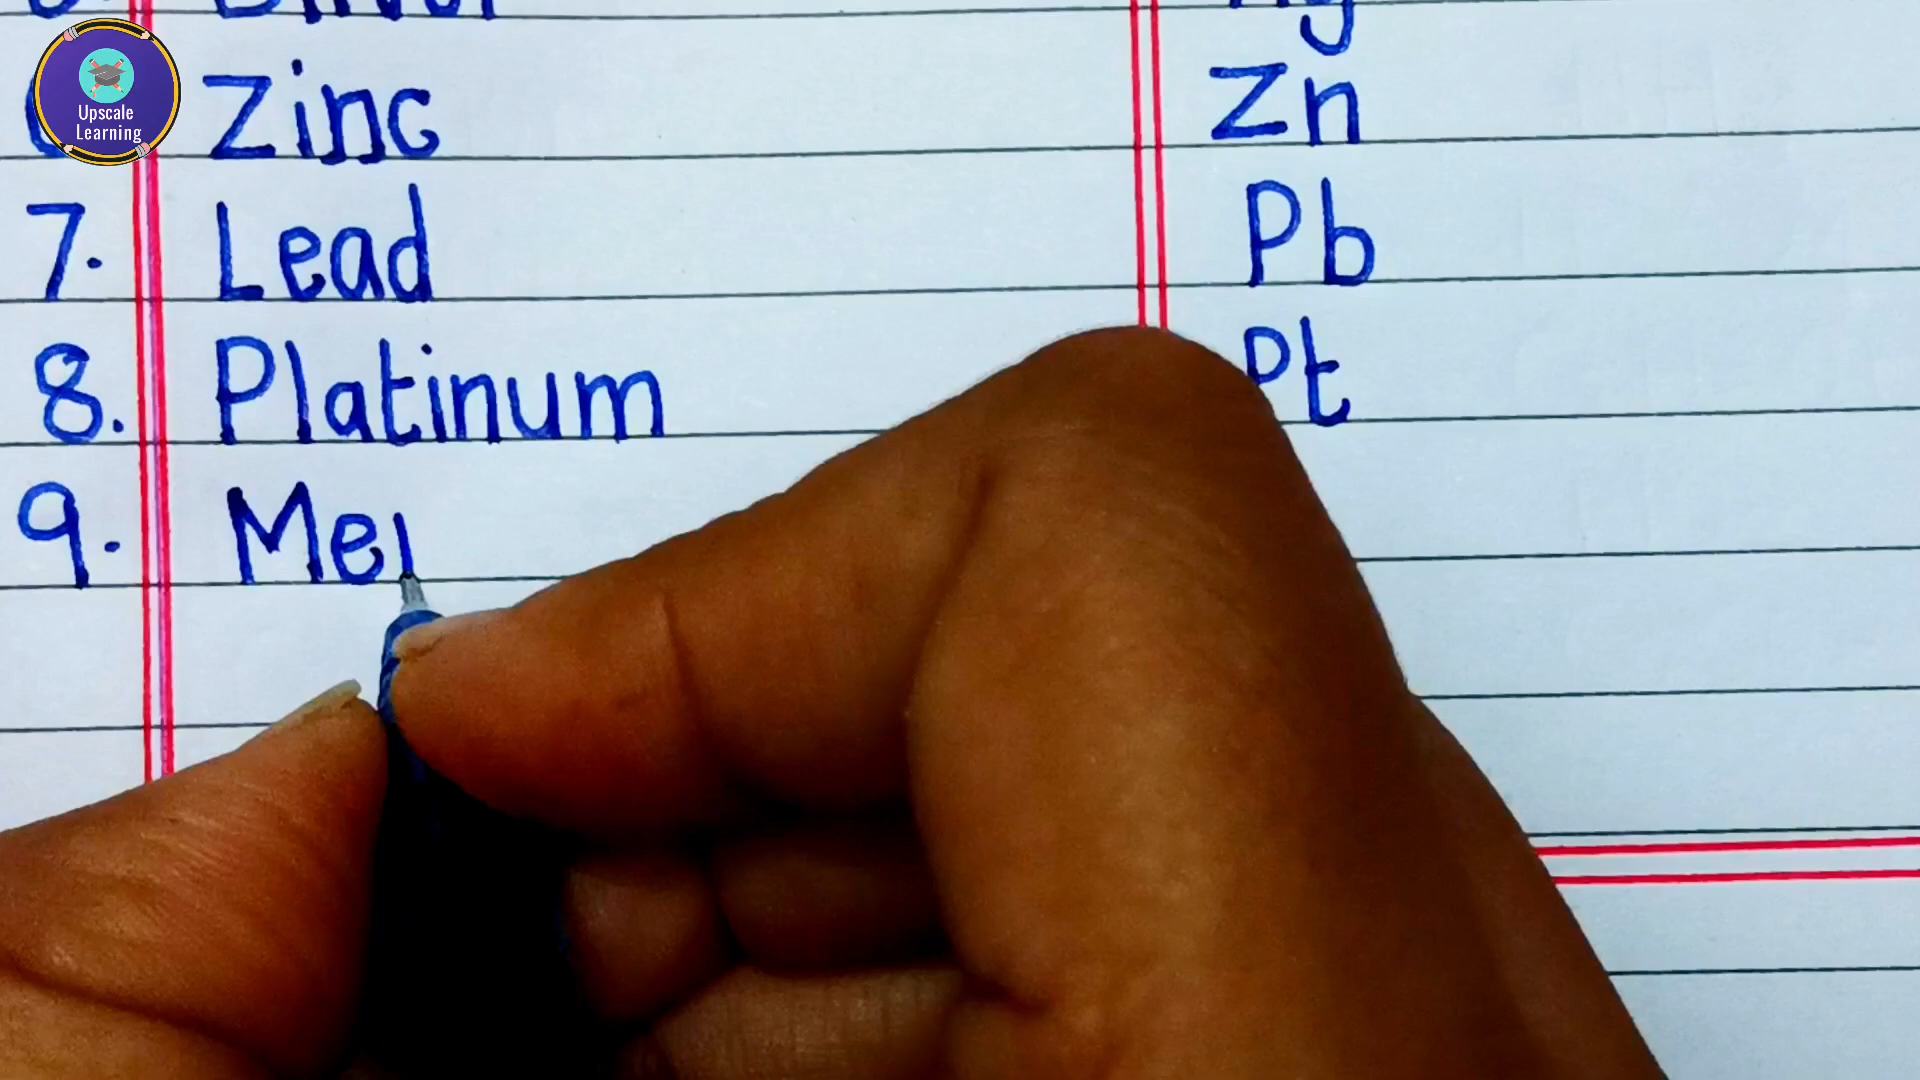 Upscale
Learning
Zinc Zn
7. Lead Pb
8. Platinum Pt
9. Me